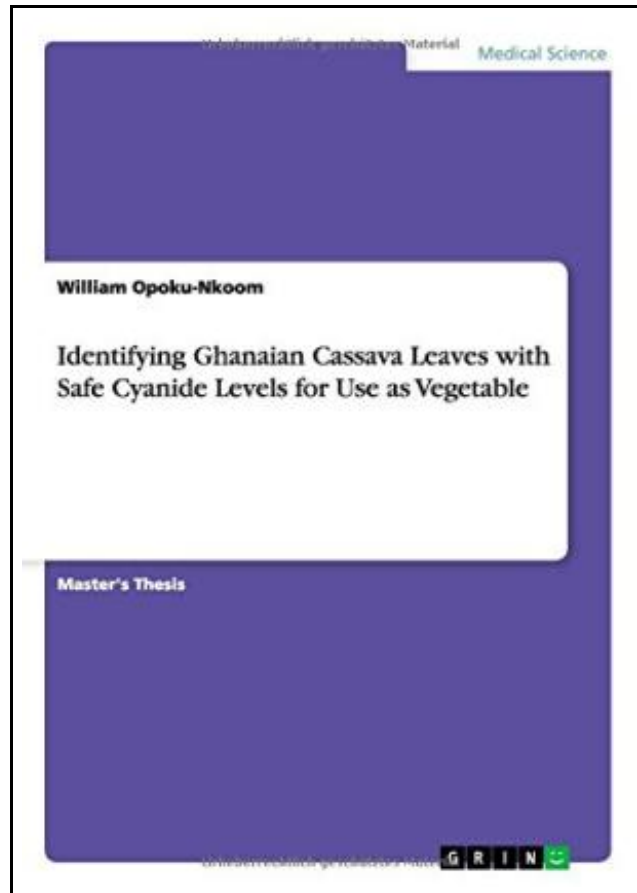 Material
Medical Science
William Opoku-Nkoom
Identifying Ghanaian Cassava Leaves with
Safe Cyanide Levels for Use as Vegetable
Master's Thesis
GRIN